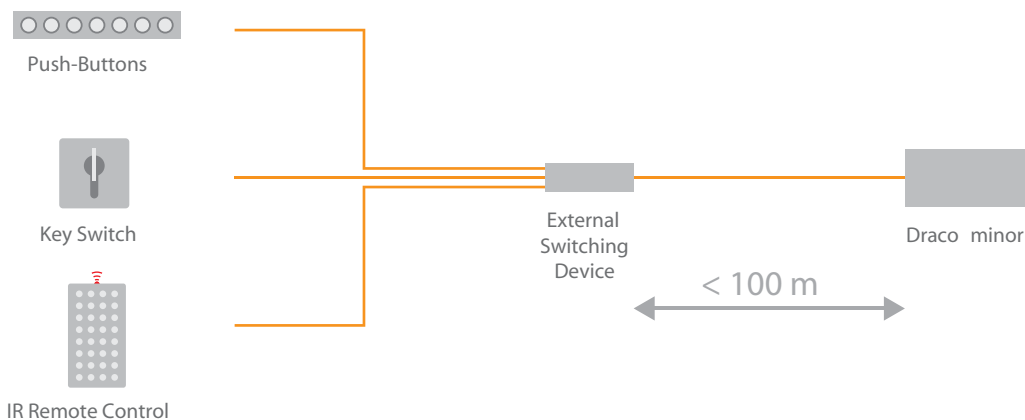 Push-Buttons
Key Switch
IR Remote Control
External
Switching
Device
< 100 m
Draco minor